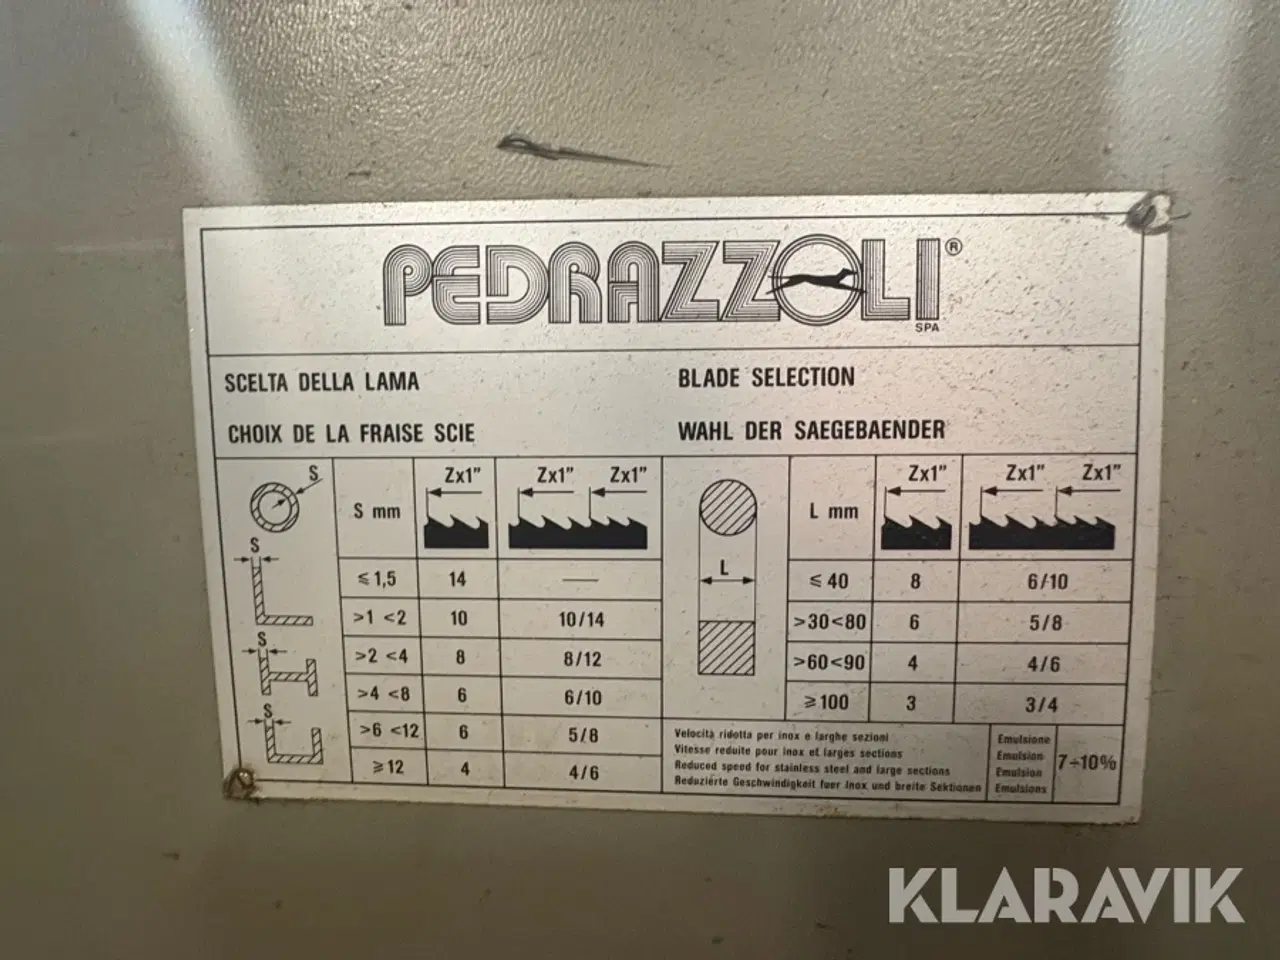 PEDRAZZOLI®
SPA
SCELTA DELLA LAMA
BLADE SELECTION
CHOIX DE LA FRAISE SCIE
WAHL DER SAEGEBAENDER
S
S
S
S
S mm Zx1" Zx1" Zx1"
≤1,5 14 —
>1 <2 10 10/14
>2 <4 8 8/12
>4 <8 6 6/10
>6 <12 6 5/8
≥12 4 4/6
L
L mm Zx1" Zx1" Zx1"
≤40 8 6/10
>30<80 6 5/8
>60<90 4 4/6
≥100 3 3/4
Velocità ridotta per inox e larghe sezioni
Vitesse reduite pour inox et larges sections
Reduced speed for stainless steel and large sections
Reduzierte Geschwindigkeit fuer Inox und breite Sektionen
Emulsione
Emulsion
Emulsion
Emulsions
7÷10%
KLARAVIK